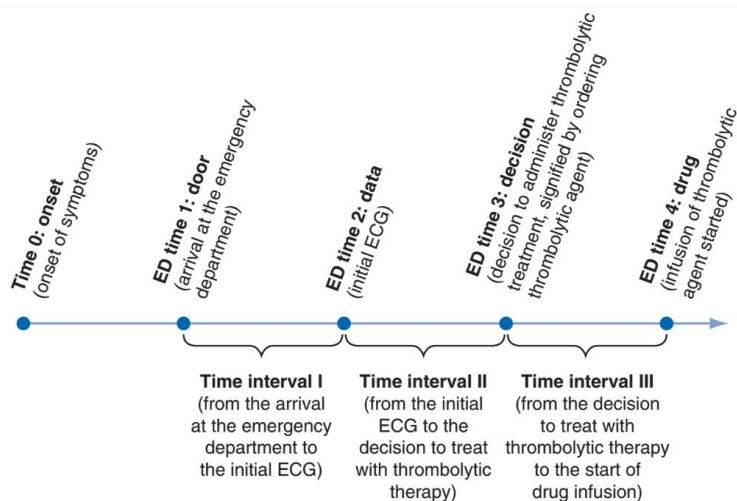 Time 0: onset
(onset of symptoms)
ED time 1: door
(arrival at the emergency
department)
ED time 2: data
(initial ECG)
ED time 3: decision
(decision to administer thrombolytic
treatment, signified by ordering
thrombolytic agent)
ED time 4: drug
(infusion of thrombolytic
agent started)
Time interval I
(from the arrival
at the emergency
department to
the initial ECG)
Time interval II
(from the initial
ECG to the
decision to treat
with thrombolytic
therapy)
Time interval III
(from the decision
to treat with
thrombolytic therapy
to the start of
drug infusion)